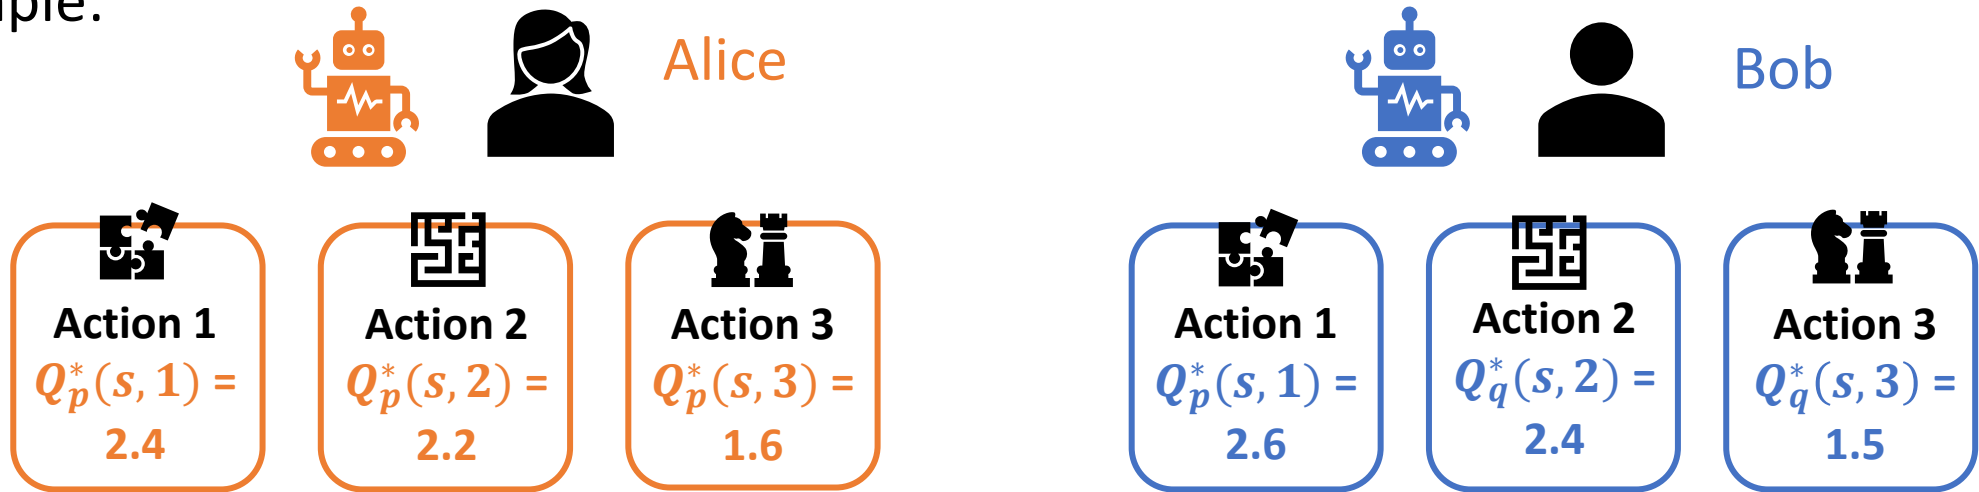 Alice
Bob
Action 1
Q*p(s, 1) =
2.4
Action 2
Q*p(s, 2) =
2.2
Action 3
Q*p(s, 3) =
1.6
Action 1
Q*p(s, 1) =
2.6
Action 2
Q*q(s, 2) =
2.4
Action 3
Q*q(s, 3) =
1.5